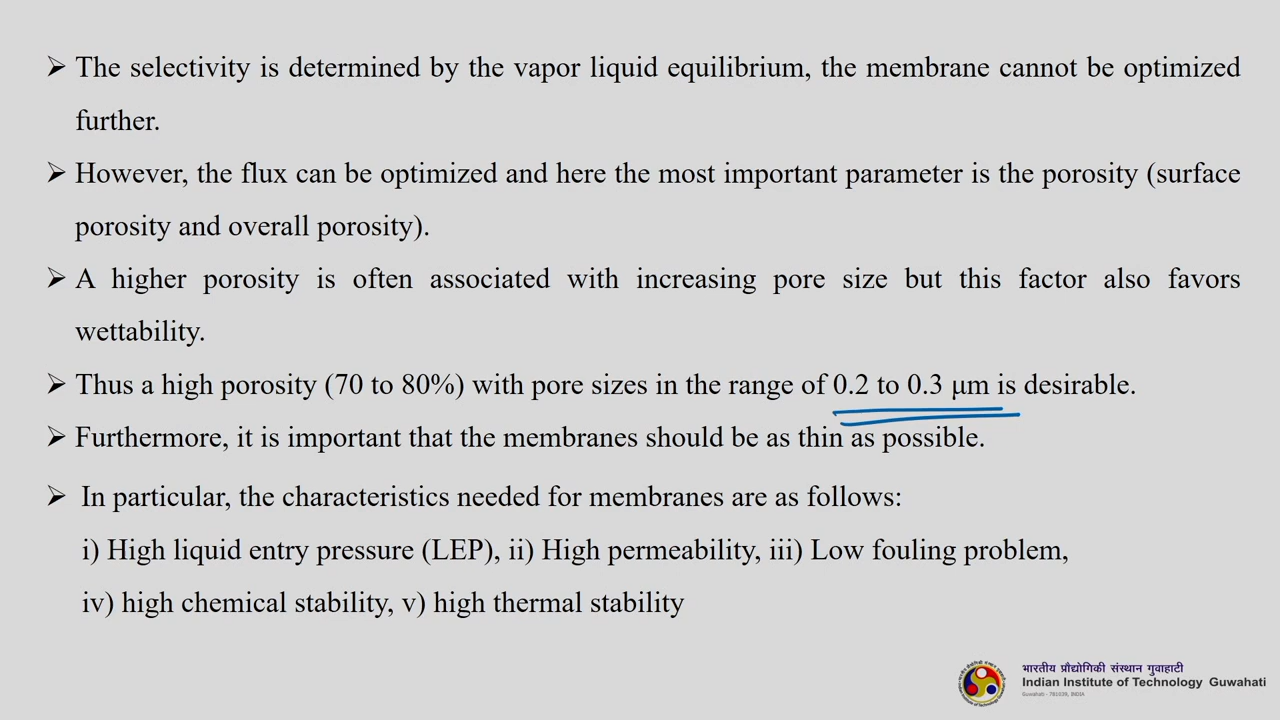 ➢ The selectivity is determined by the vapor liquid equilibrium, the membrane cannot be optimized
further.
➢ However, the flux can be optimized and here the most important parameter is the porosity (surface
porosity and overall porosity).
➢ A higher porosity is often associated with increasing pore size but this factor also favors
wettability.
➢ Thus a high porosity (70 to 80%) with pore sizes in the range of 0.2 to 0.3 μm is desirable.
➢ Furthermore, it is important that the membranes should be as thin as possible.
➢ In particular, the characteristics needed for membranes are as follows:
i) High liquid entry pressure (LEP), ii) High permeability, iii) Low fouling problem,
iv) high chemical stability, v) high thermal stability
भारतीय प्रौद्योगिकी संस्थान गुवाहाटी
Indian Institute of Technology Guwahati
Guwahati - 781039, INDIA